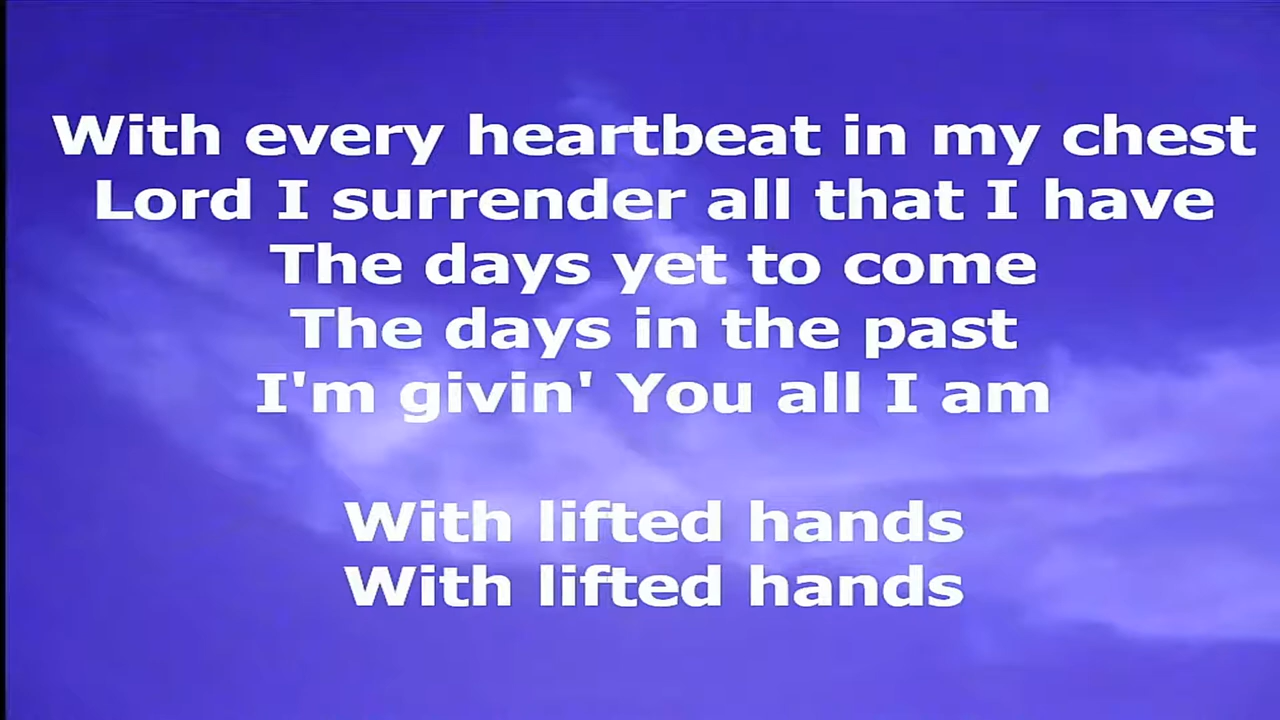 With every heartbeat in my chest
Lord I surrender all that I have
The days yet to come
The days in the past
I'm givin' You all I am
With lifted hands
With lifted hands